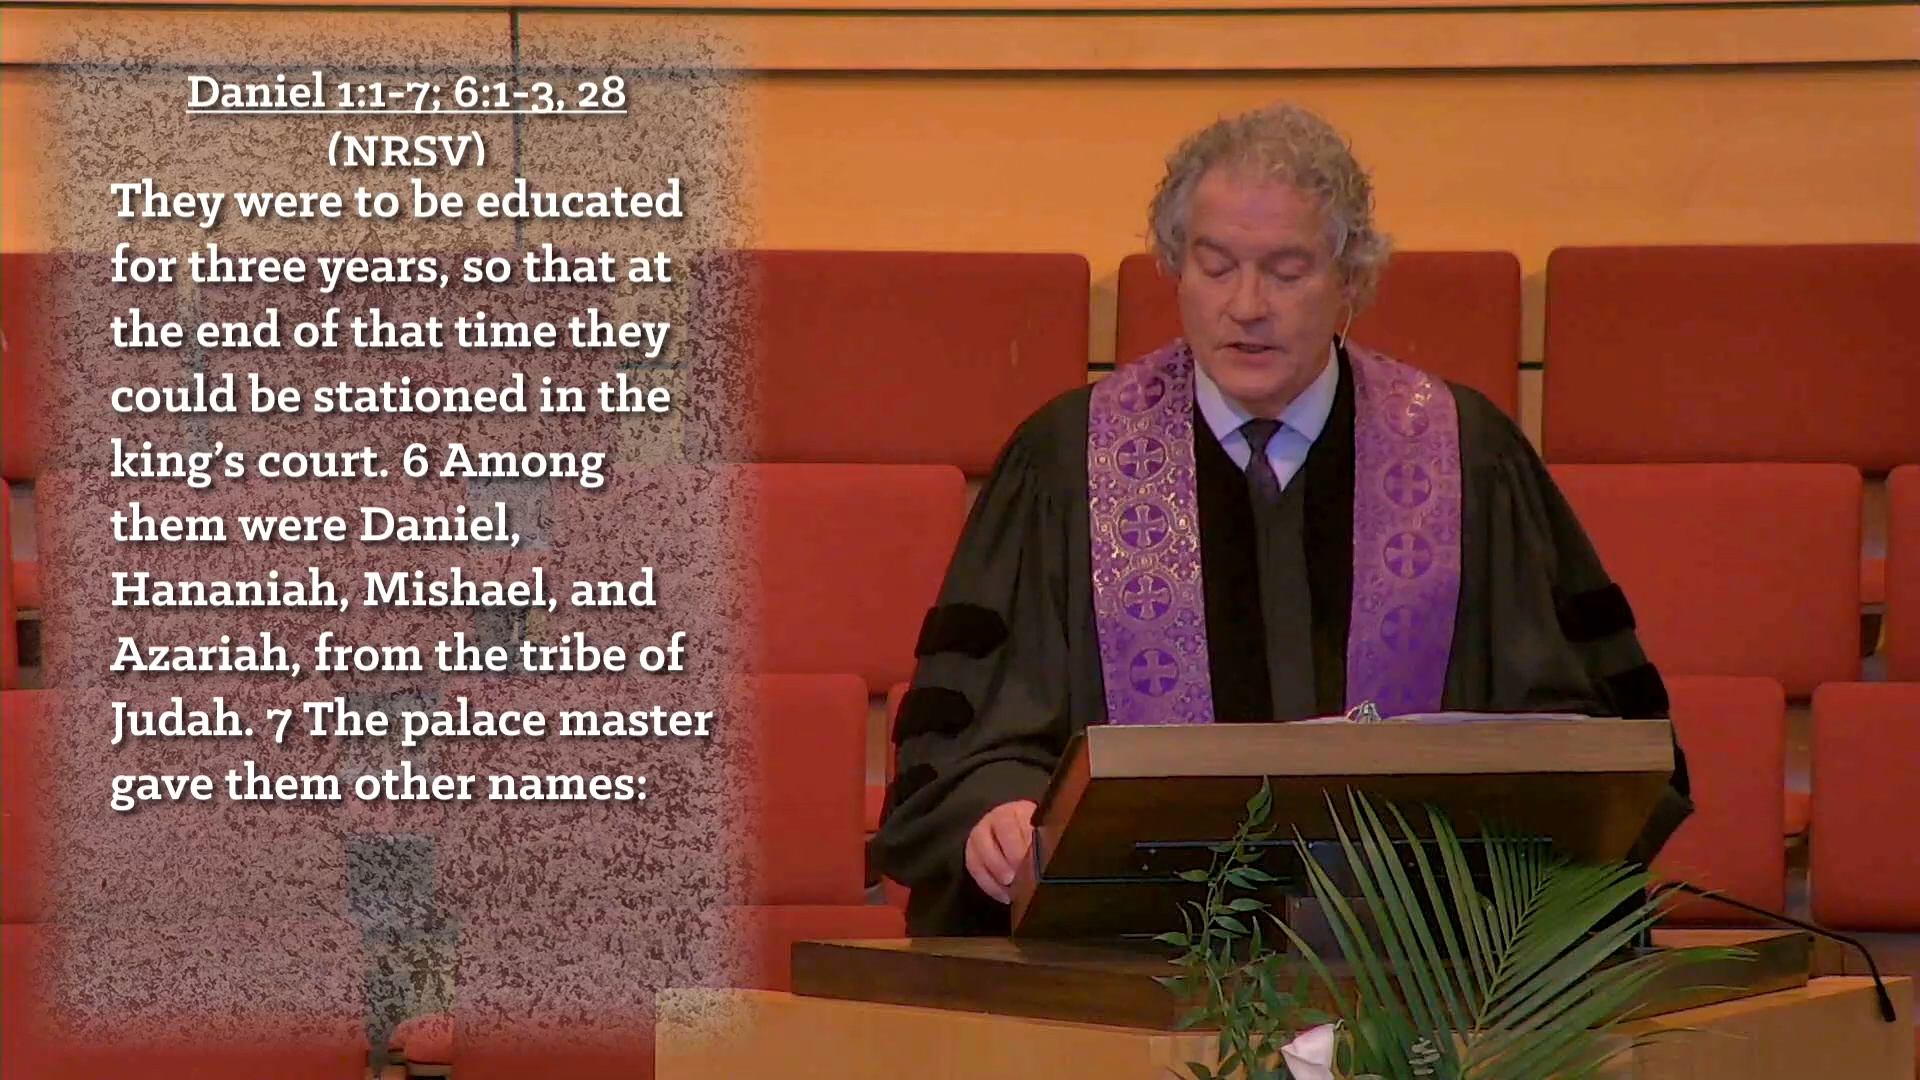 Daniel 1:1-7; 6:1-3, 28
(NRSV)
They were to be educated
for three years, so that at
the end of that time they
could be stationed in the
king’s court. 6 Among
them were Daniel,
Hananiah, Mishael, and
Azariah, from the tribe of
Judah. 7 The palace master
gave them other names: